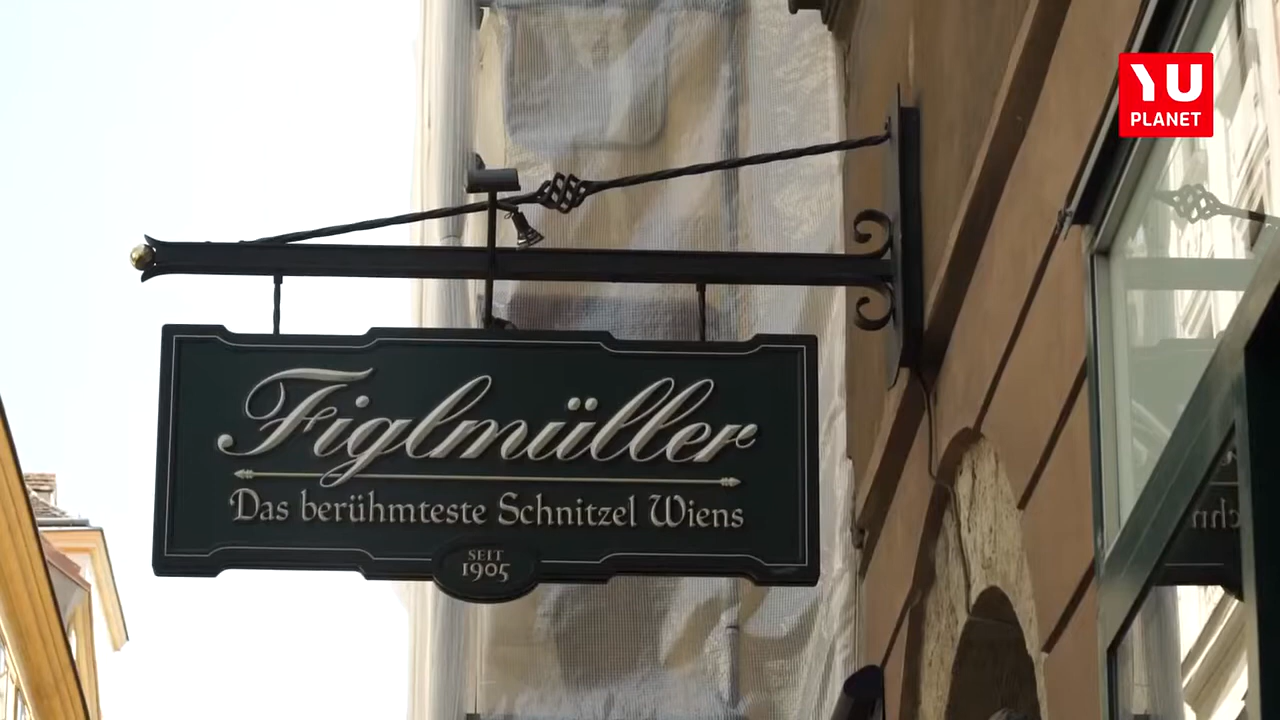 YU
PLANET
Figlmüller
Das berühmteste Schnitzel Wiens
SEIT
1905